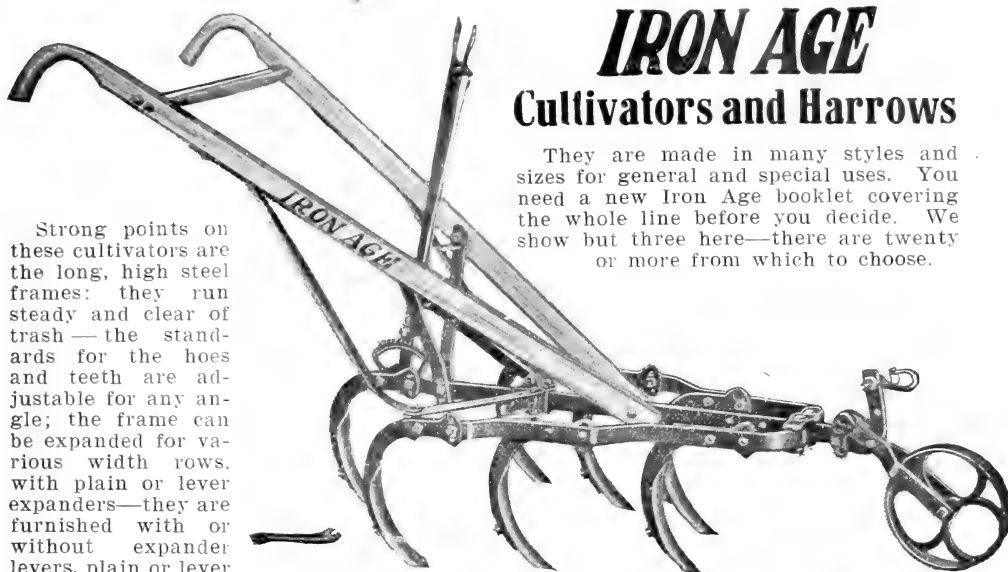 IRON AGE
Cultivators and Harrows
They are made in many styles and
sizes for general and special uses. You
need a new Iron Age booklet covering
the whole line before you decide. We
show but three here—there are twenty
or more from which to choose.
IRON AGE
Strong points on
these cultivators are
the long, high steel
frames; they run
steady and clear of
trash — the stand-
ards for the hoes
and teeth are ad-
justable for any an-
gle; the frame can
be expanded for va-
rious width rows,
with plain or lever
expanders—they are
furnished with or
without expander
levers, plain or lever